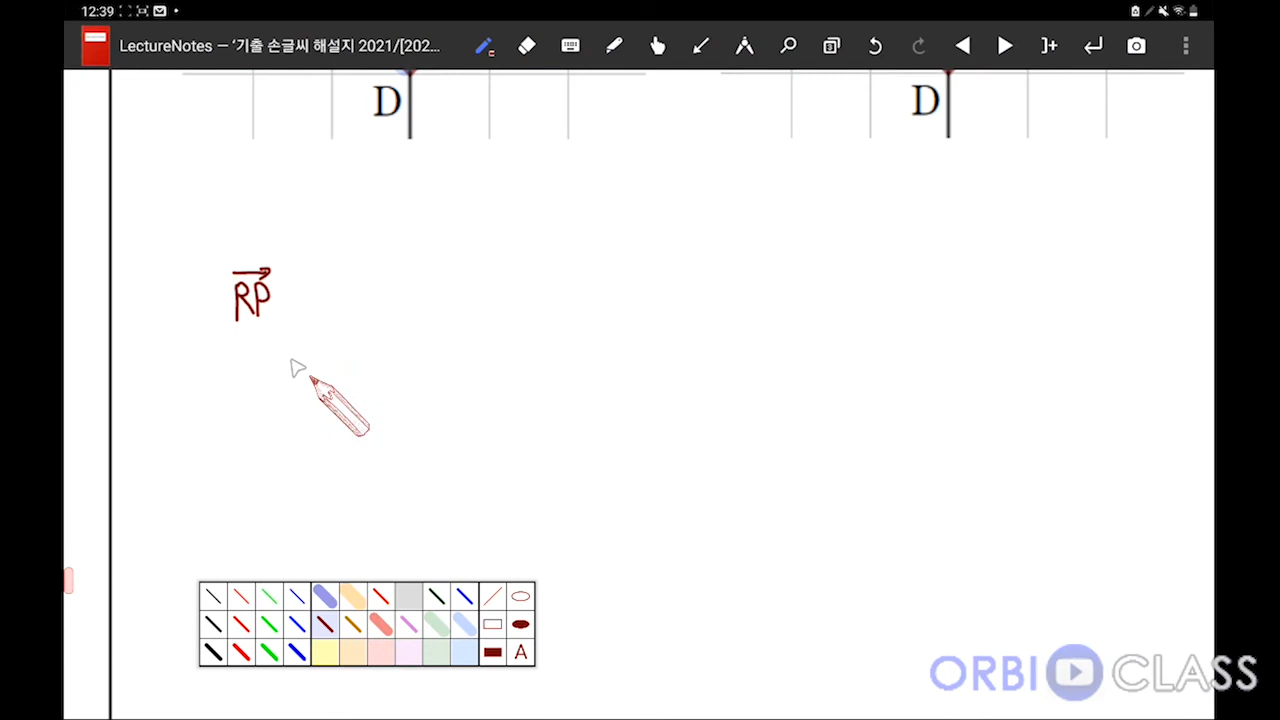 12:39
LectureNotes — ‘기출 손글씨 해설지 2021/[202...
D
D
RP
A
ORBI CLASS